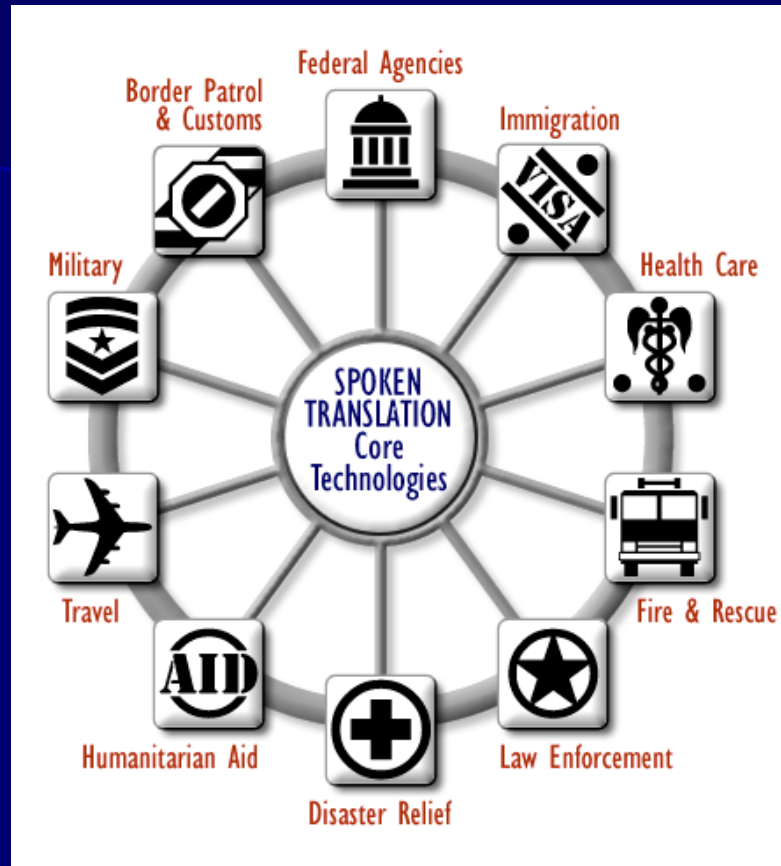 Federal Agencies
Border Patrol
& Customs
Immigration
VISA
Military
Health Care
SPOKEN
TRANSLATION
Core
Technologies
Travel
Fire & Rescue
AID
Humanitarian Aid
Law Enforcement
Disaster Relief